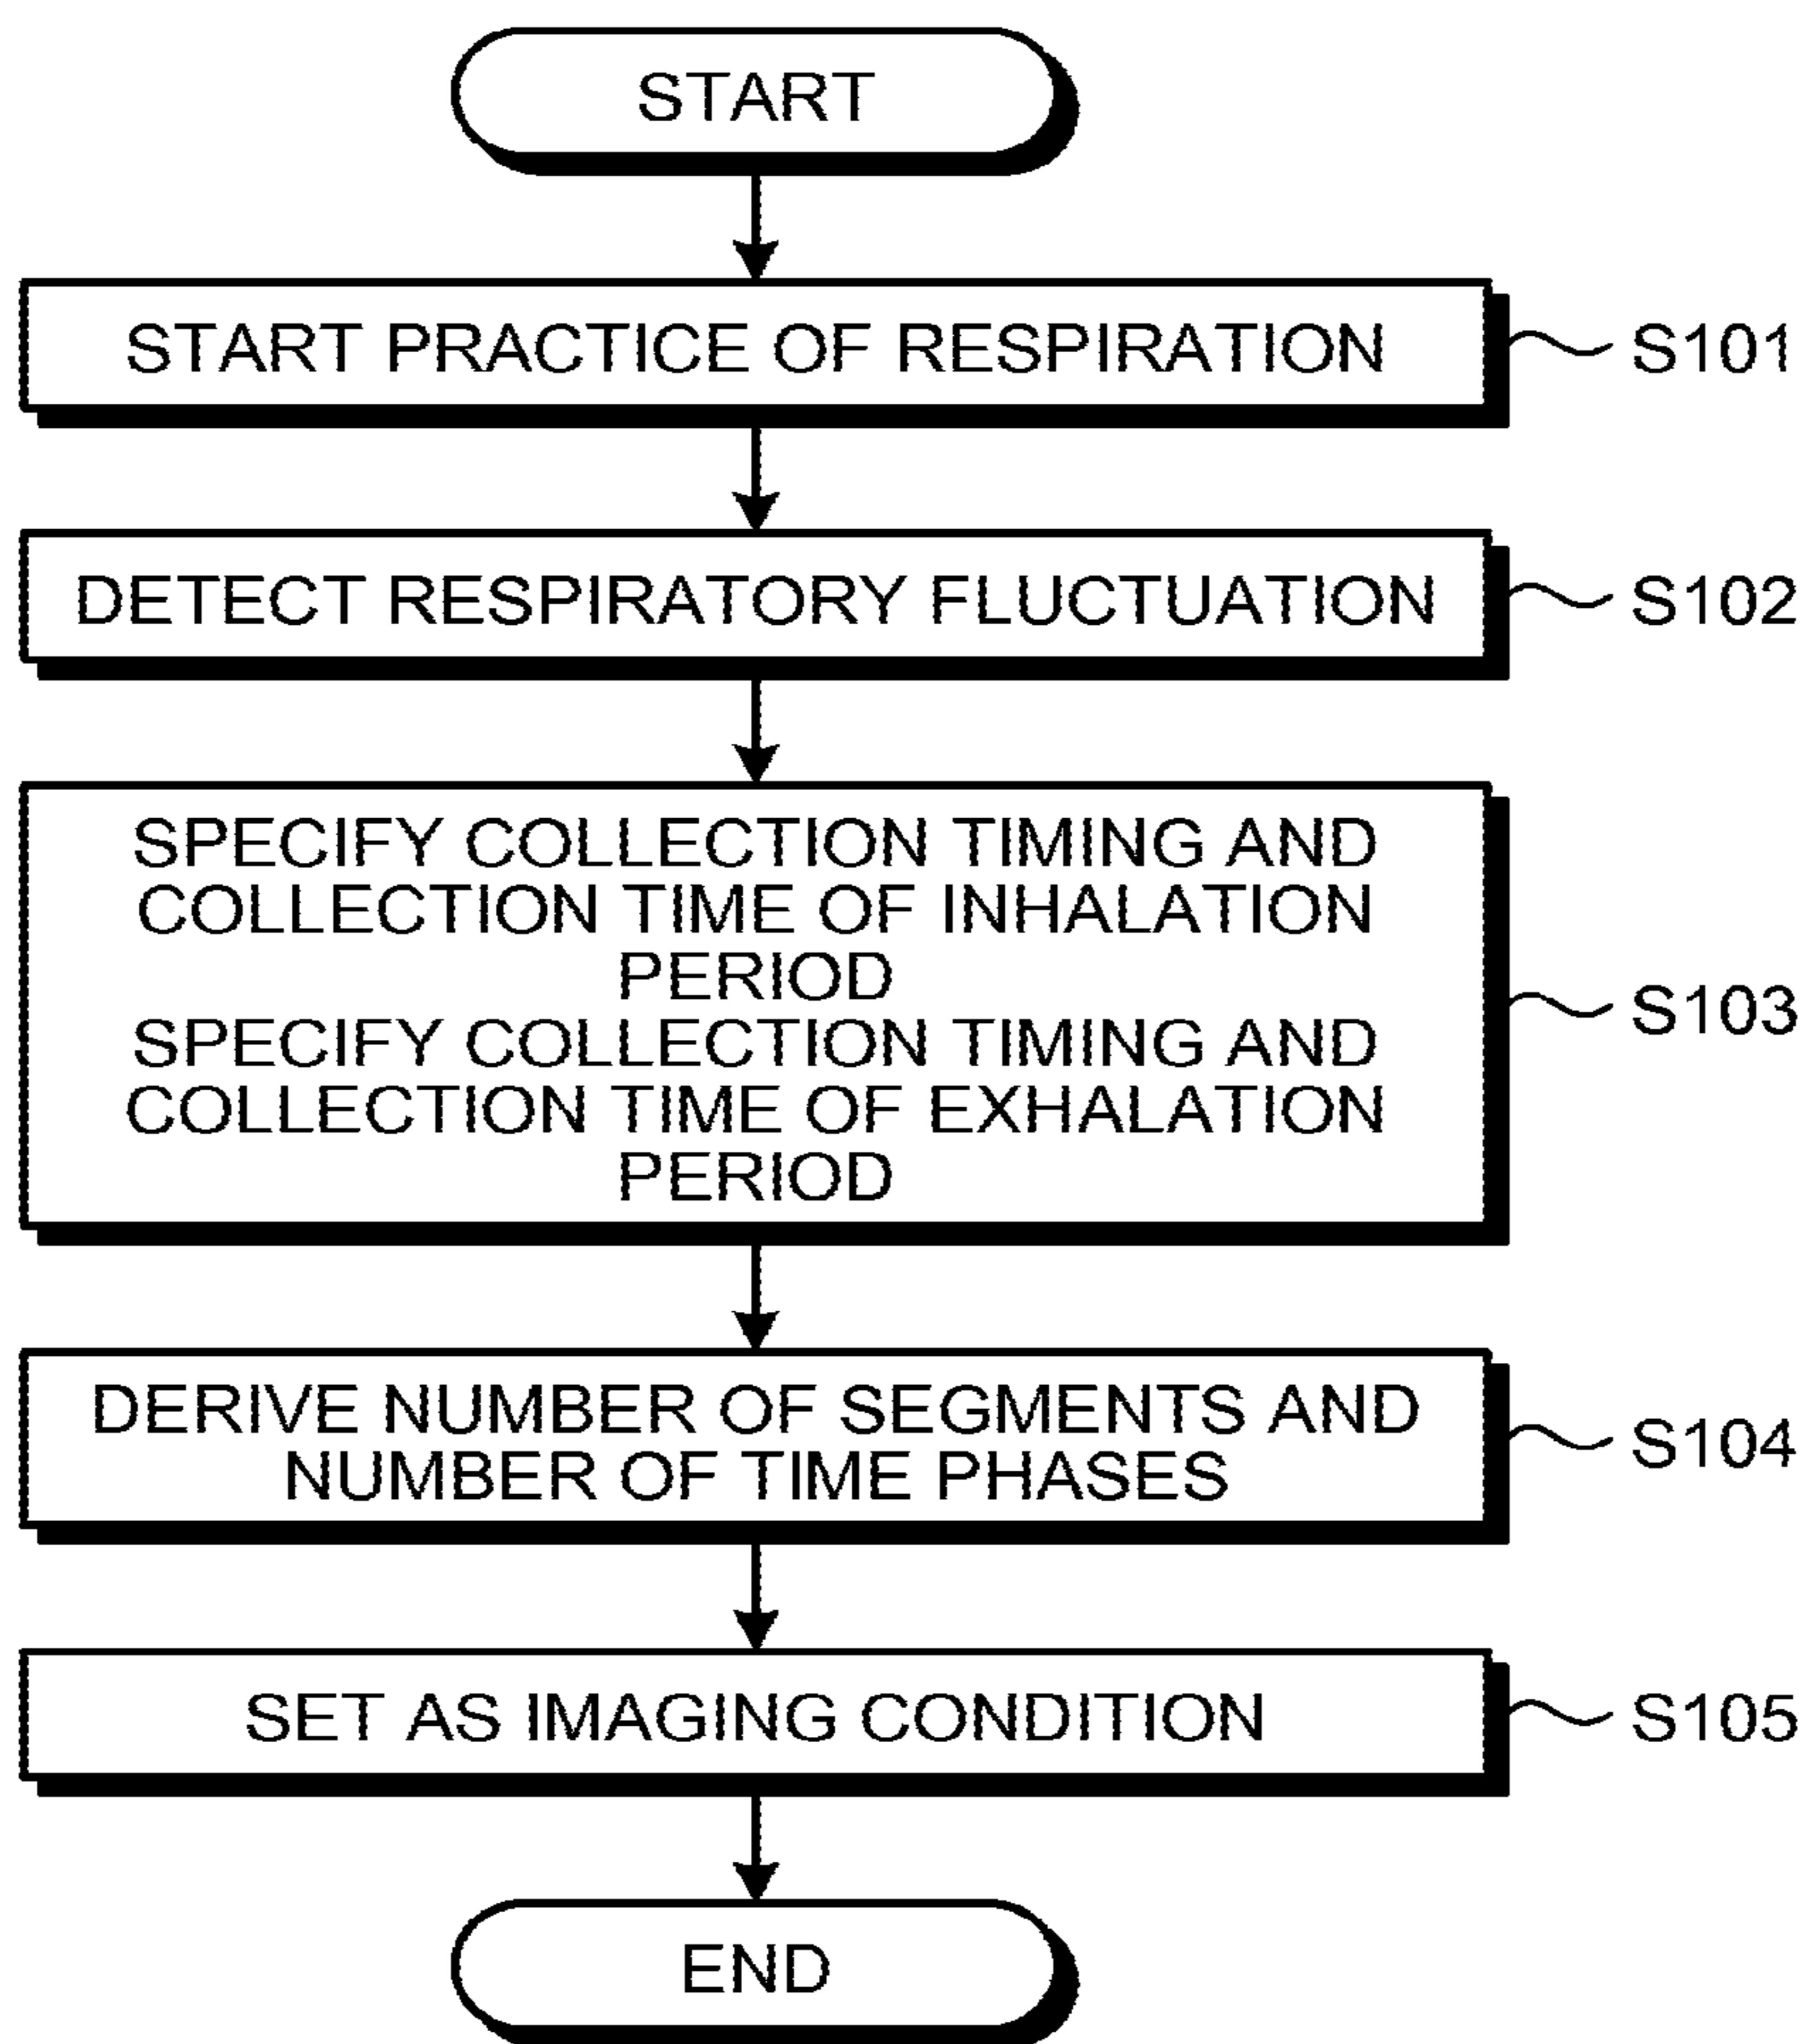 START
START PRACTICE OF RESPIRATION
S101
DETECT RESPIRATORY FLUCTUATION
S102
SPECIFY COLLECTION TIMING AND
COLLECTION TIME OF INHALATION
PERIOD
SPECIFY COLLECTION TIMING AND
COLLECTION TIME OF EXHALATION
PERIOD
S103
DERIVE NUMBER OF SEGMENTS AND
NUMBER OF TIME PHASES
S104
SET AS IMAGING CONDITION
S105
END